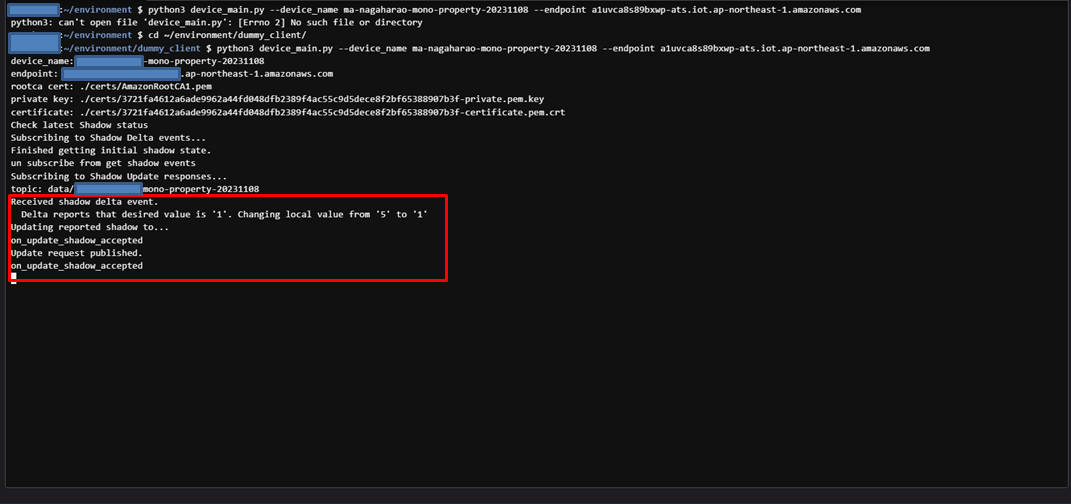 :~/environment $ python3 device_main.py --device_name ma-nagaharao-mono-property-20231108 --endpoint a1uvca8s89bxwp-ats.iot.ap-northeast-1.amazonaws.com
python3: can't open file 'device_main.py': [Errno 2] No such file or directory
:~/environment $ cd ~/environment/dummy_client/
:~/environment/dummy_client $ python3 device_main.py --device_name ma-nagaharao-mono-property-20231108 --endpoint a1uvca8s89bxwp-ats.iot.ap-northeast-1.amazonaws.com
device_name: -mono-property-20231108
endpoint: .ap-northeast-1.amazonaws.com
rootca cert: ./certs/AmazonRootCA1.pem
private key: ./certs/3721fa4612a6ade9962a44fd048dfb2389f4ac55c9d5dece8f2bf65388907b3f-private.pem.key
certificate: ./certs/3721fa4612a6ade9962a44fd048dfb2389f4ac55c9d5dece8f2bf65388907b3f-certificate.pem.crt
Check latest Shadow status
Subscribing to Shadow Delta events...
Finished getting initial shadow state.
un subscribe from get shadow events
Subscribing to Shadow Update responses...
topic: data/ mono-property-20231108
Received shadow delta event.
  Delta reports that desired value is '1'. Changing local value from '5' to '1'
Updating reported shadow to...
on_update_shadow_accepted
Update request published.
on_update_shadow_accepted